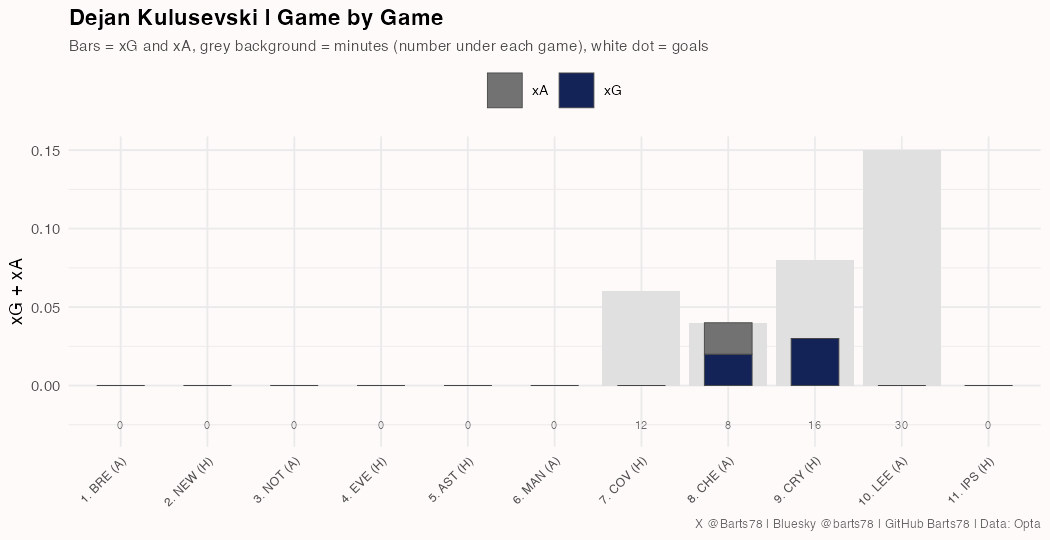 Dejan Kulusevski | Game by Game
Bars = xG and xA, grey background = minutes (number under each game), white dot = goals
xA xG
xG + xA
0.15
0.10
0.05
0.00
0 0 0 0 0 0 12 8 16 30 0
1. BRE (A) 2. NEW (H) 3. NOT (A) 4. EVE (H) 5. AST (H) 6. MAN (A) 7. COV (H) 8. CHE (A) 9. CRY (H) 10. LEE (A) 11. IPS (H)
X @Barts78 | Bluesky @barts78 | GitHub Barts78 | Data: Opta